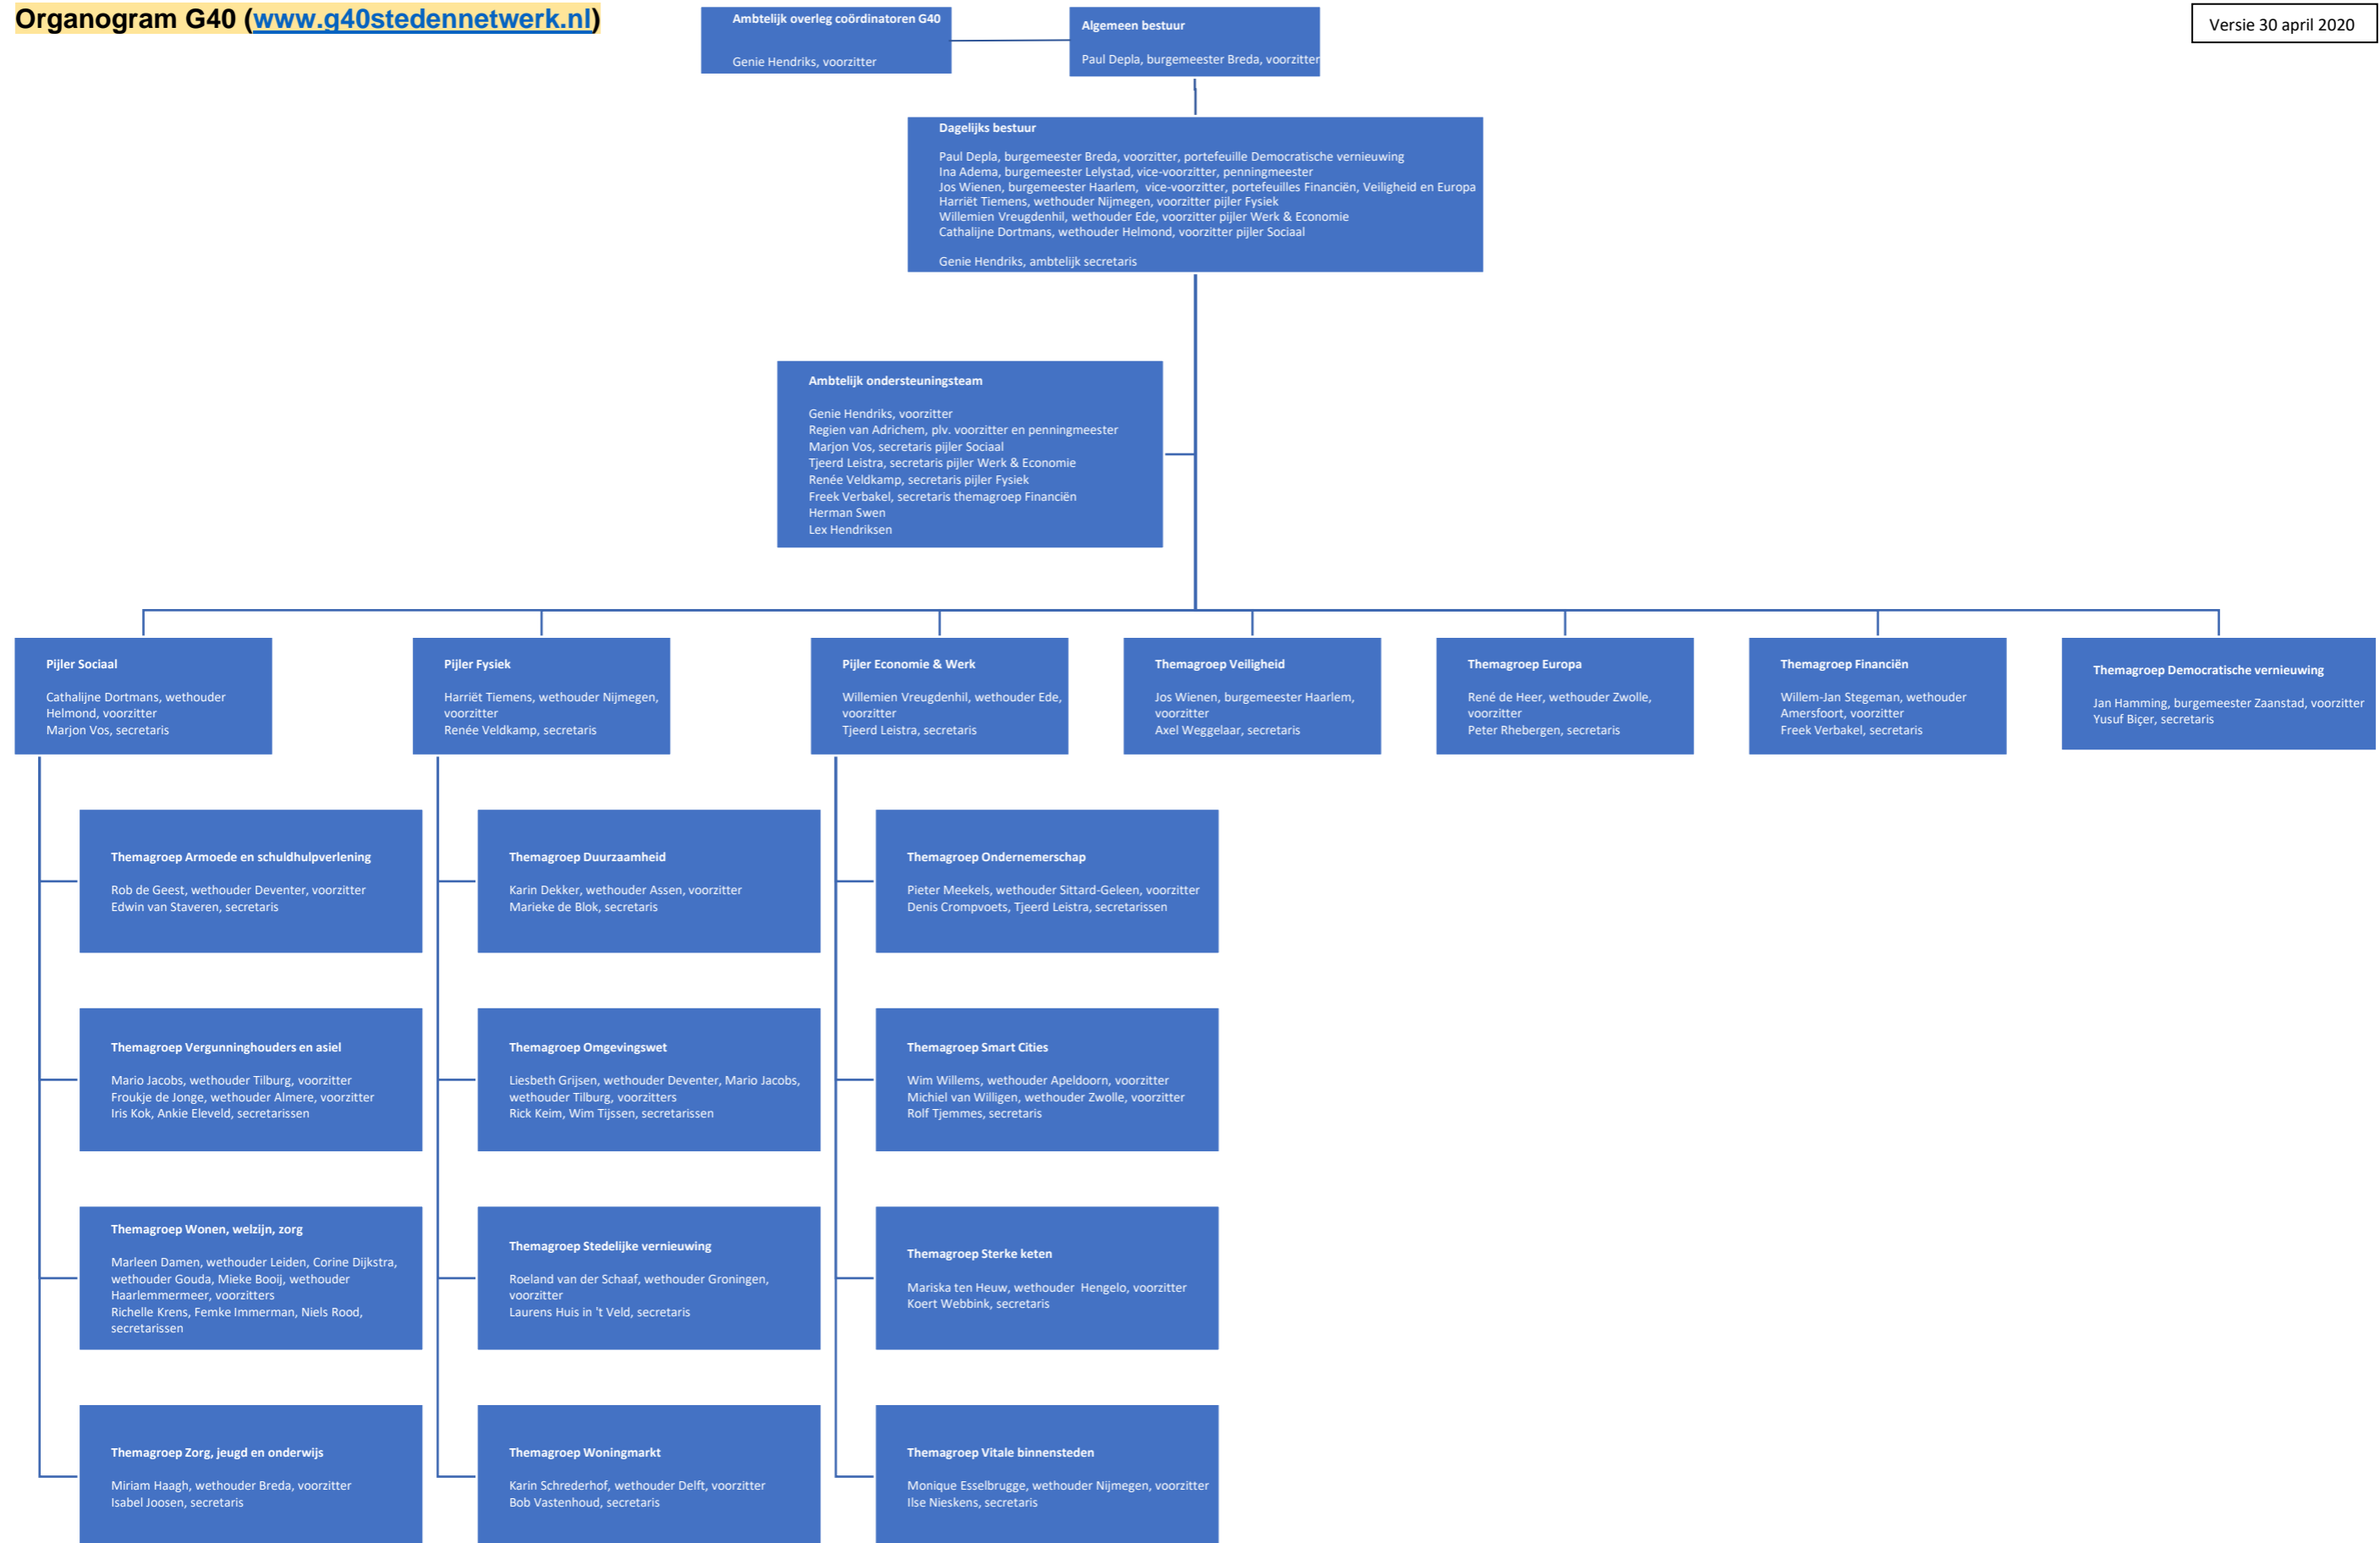 Organogram G40 (www.g40stedennetwerk.nl)
Ambtelijk overleg coördinatoren G40
Genie Hendriks, voorzitter
Algemeen bestuur
Paul Depla, burgemeester Breda, voorzitter
Versie 30 april 2020
Dagelijks bestuur
Paul Depla, burgemeester Breda, voorzitter, portefeuille Democratische vernieuwing
Ina Adema, burgemeester Lelystad, vice-voorzitter, penningmeester
Jos Wienen, burgemeester Haarlem,  vice-voorzitter, portefeuilles Financiën, Veiligheid en Europa
Harriët Tiemens, wethouder Nijmegen, voorzitter pijler Fysiek
Willemien Vreugdenhil, wethouder Ede, voorzitter pijler Werk & Economie
Cathalijne Dortmans, wethouder Helmond, voorzitter pijler Sociaal
Genie Hendriks, ambtelijk secretaris
Ambtelijk ondersteuningsteam
Genie Hendriks, voorzitter
Regien van Adrichem, plv. voorzitter en penningmeester
Marjon Vos, secretaris pijler Sociaal
Tjeerd Leistra, secretaris pijler Werk & Economie
Renée Veldkamp, secretaris pijler Fysiek
Freek Verbakel, secretaris themagroep Financiën
Herman Swen
Lex Hendriksen
Pijler Sociaal
Cathalijne Dortmans, wethouder
Helmond, voorzitter
Marjon Vos, secretaris
Pijler Fysiek
Harriët Tiemens, wethouder Nijmegen,
voorzitter
Renée Veldkamp, secretaris
Pijler Economie & Werk
Willemien Vreugdenhil, wethouder Ede,
voorzitter
Tjeerd Leistra, secretaris
Themagroep Veiligheid
Jos Wienen, burgemeester Haarlem,
voorzitter
Axel Weggelaar, secretaris
Themagroep Europa
René de Heer, wethouder Zwolle,
voorzitter
Peter Rhebergen, secretaris
Themagroep Financiën
Willem-Jan Stegeman, wethouder
Amersfoort, voorzitter
Freek Verbakel, secretaris
Themagroep Democratische vernieuwing
Jan Hamming, burgemeester Zaanstad, voorzitter
Yusuf Biçer, secretaris
Themagroep Armoede en schuldhulpverlening
Rob de Geest, wethouder Deventer, voorzitter
Edwin van Staveren, secretaris
Themagroep Duurzaamheid
Karin Dekker, wethouder Assen, voorzitter
Marieke de Blok, secretaris
Themagroep Ondernemerschap
Pieter Meekels, wethouder Sittard-Geleen, voorzitter
Denis Crompvoets, Tjeerd Leistra, secretarissen
Themagroep Vergunninghouders en asiel
Mario Jacobs, wethouder Tilburg, voorzitter
Froukje de Jonge, wethouder Almere, voorzitter
Iris Kok, Ankie Eleveld, secretarissen
Themagroep Omgevingswet
Liesbeth Grijsen, wethouder Deventer, Mario Jacobs,
wethouder Tilburg, voorzitters
Rick Keim, Wim Tijssen, secretarissen
Themagroep Smart Cities
Wim Willems, wethouder Apeldoorn, voorzitter
Michiel van Willigen, wethouder Zwolle, voorzitter
Rolf Tjemmes, secretaris
Themagroep Wonen, welzijn, zorg
Marleen Damen, wethouder Leiden, Corine Dijkstra,
wethouder Gouda, Mieke Booij, wethouder
Haarlemmermeer, voorzitters
Richelle Krens, Femke Immerman, Niels Rood,
secretarissen
Themagroep Stedelijke vernieuwing
Roeland van der Schaaf, wethouder Groningen,
voorzitter
Laurens Huis in 't Veld, secretaris
Themagroep Sterke keten
Mariska ten Heuw, wethouder  Hengelo, voorzitter
Koert Webbink, secretaris
Themagroep Zorg, jeugd en onderwijs
Miriam Haagh, wethouder Breda, voorzitter
Isabel Joosen, secretaris
Themagroep Woningmarkt
Karin Schrederhof, wethouder Delft, voorzitter
Bob Vastenhoud, secretaris
Themagroep Vitale binnensteden
Monique Esselbrugge, wethouder Nijmegen, voorzitter
Ilse Nieskens, secretaris